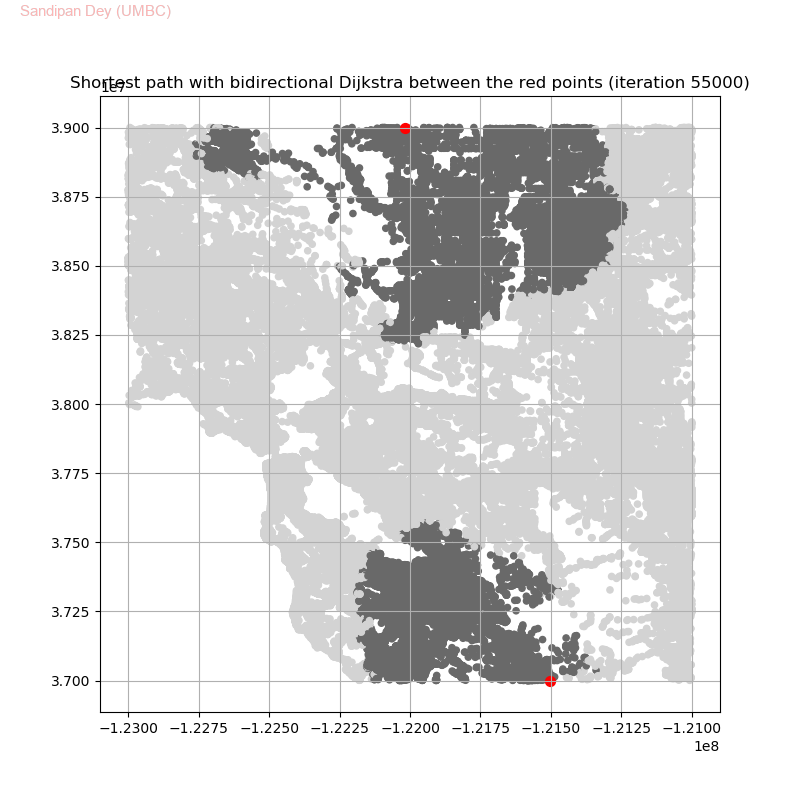 Sandipan Dey (UMBC)
Shortest path with bidirectional Dijkstra between the red points (iteration 55000)
1e7
3.900
3.875
3.850
3.825
3.800
3.775
3.750
3.725
3.700
−1.2300 −1.2275 −1.2250 −1.2225 −1.2200 −1.2175 −1.2150 −1.2125 −1.2100
1e8